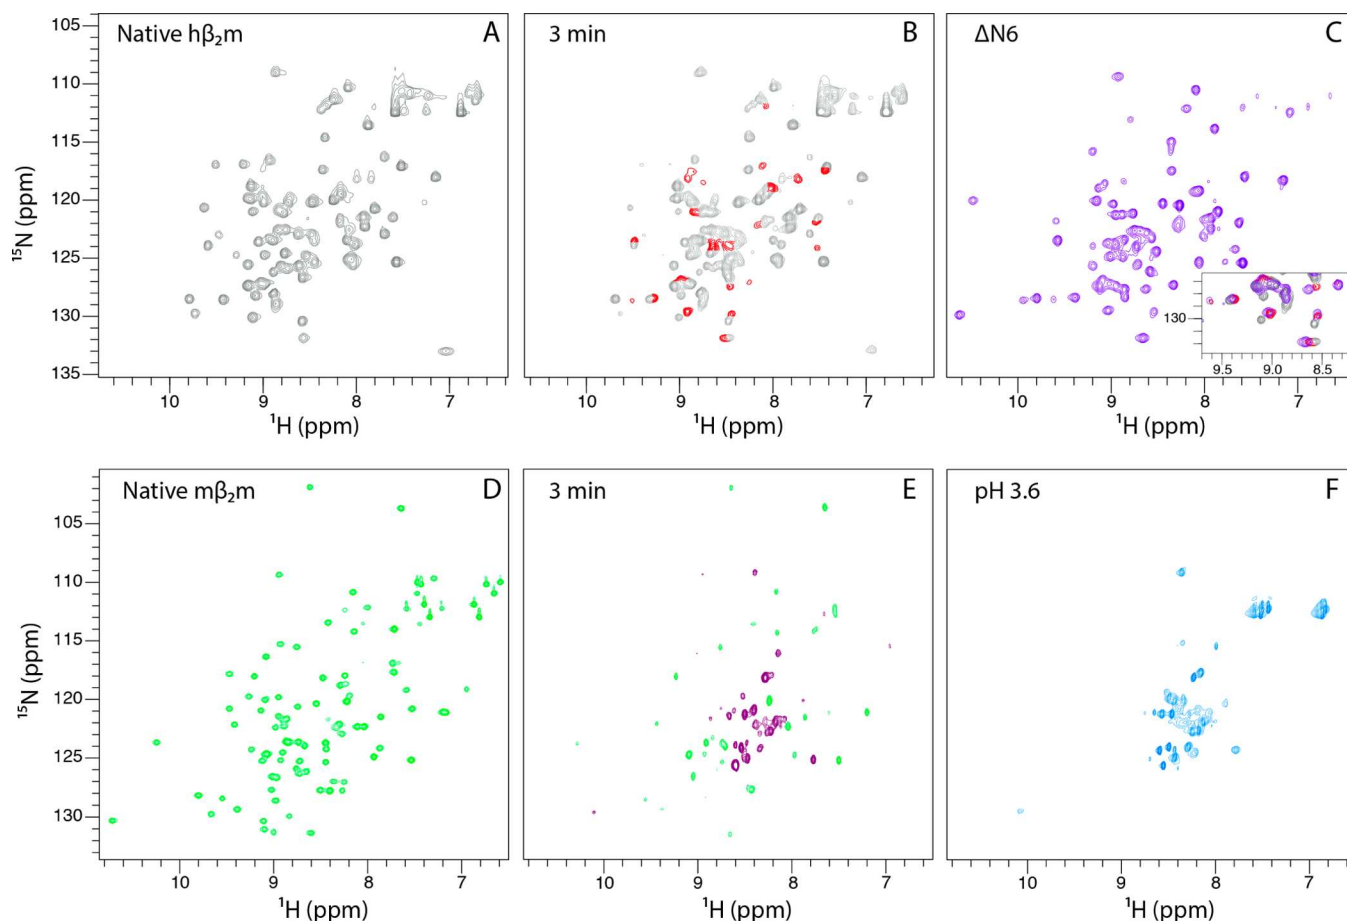 Native hβ₂m A
3 min B
ΔN6 C
105
110
115
120
125
130
135
¹⁵N (ppm)
130
9.5 9.0 8.5
10 9 8 7
10 9 8 7
10 9 8 7
¹H (ppm)
¹H (ppm)
¹H (ppm)
Native mβ₂m D
3 min E
pH 3.6 F
105
110
115
120
125
130
¹⁵N (ppm)
10 9 8 7
10 9 8 7
10 9 8 7
¹H (ppm)
¹H (ppm)
¹H (ppm)